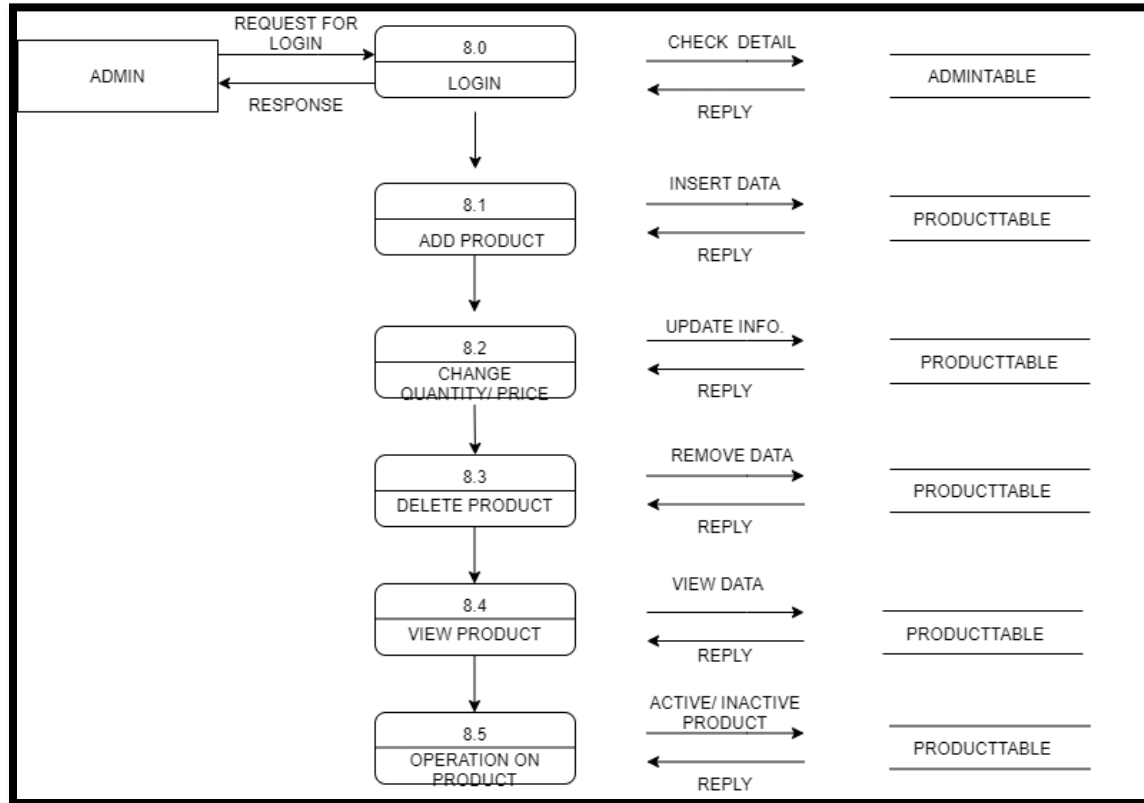 REQUEST FOR
LOGIN
ADMIN
RESPONSE
8.0
LOGIN
CHECK DETAIL
REPLY
ADMINTABLE
8.1
ADD PRODUCT
INSERT DATA
REPLY
PRODUCTTABLE
8.2
CHANGE
QUANTITY/ PRICE
UPDATE INFO.
REPLY
PRODUCTTABLE
8.3
DELETE PRODUCT
REMOVE DATA
REPLY
PRODUCTTABLE
8.4
VIEW PRODUCT
VIEW DATA
REPLY
PRODUCTTABLE
8.5
OPERATION ON
PRODUCT
ACTIVE/ INACTIVE
PRODUCT
REPLY
PRODUCTTABLE